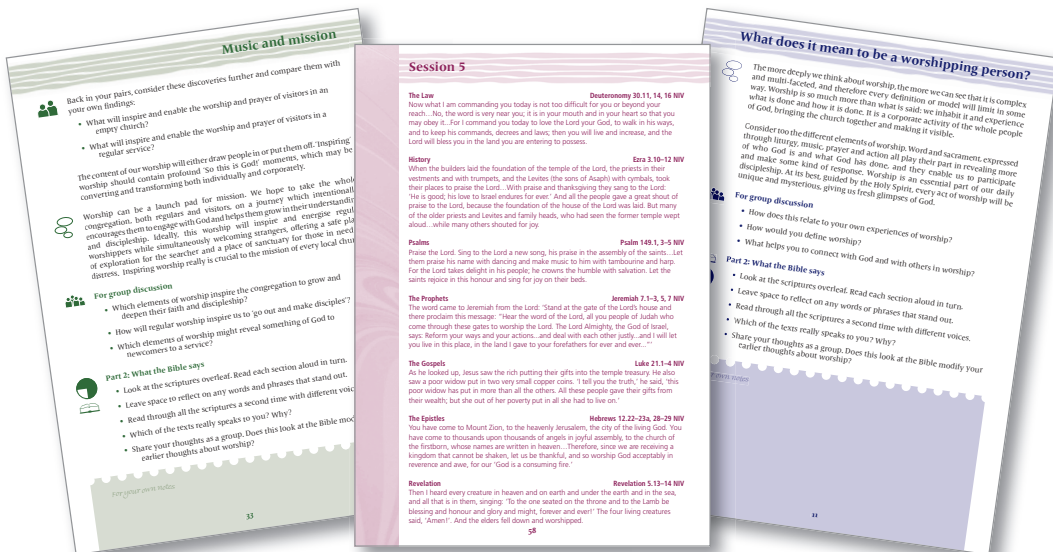 Music and mission
Back in your pairs, consider these discoveries further and compare them with
your own findings:
• What will inspire and enable the worship and prayer of visitors in an
empty church?
• What will inspire and enable the worship and prayer of visitors in a
regular service?
The content of our worship will either draw people in or put them off. 'Inspiring'
worship should contain profound 'So this is God!' moments, which may be
converting and transforming both individually and corporately.
Worship can be a launch pad for mission. We hope to take the whole
congregation, both regulars and visitors, on a journey which intentionall
encourages them to engage with God and helps them grow in their understandin
and discipleship. Ideally, this worship will inspire and energise regul
worshippers while simultaneously welcoming strangers, offering a safe pla
of exploration for the searcher and a place of sanctuary for those in need
distress. Inspiring worship really is crucial to the mission of every local chur
For group discussion
• Which elements of worship inspire the congregation to grow and
deepen their faith and discipleship?
• How will regular worship inspire us to 'go out and make disciples'?
• Which elements of worship might reveal something of God to
newcomers to a service?
Part 2: What the Bible says
• Look at the scriptures overleaf. Read each section aloud in turn.
• Leave space to reflect on any words and phrases that stand out.
• Read through all the scriptures a second time with different voic
• Which of the texts really speaks to you? Why?
• Share your thoughts as a group. Does this look at the Bible mod
earlier thoughts about worship?
For your own notes
33
Session 5
The Law Deuteronomy 30.11, 14, 16 NIV
Now what I am commanding you today is not too difficult for you or beyond your
reach…No, the word is very near you; it is in your mouth and in your heart so that you
may obey it…For I command you today to love the Lord your God, to walk in his ways,
and to keep his commands, decrees and laws; then you will live and increase, and the
Lord will bless you in the land you are entering to possess.
History Ezra 3.10–12 NIV
When the builders laid the foundation of the temple of the Lord, the priests in their
vestments and with trumpets, and the Levites (the sons of Asaph) with cymbals, took
their places to praise the Lord…With praise and thanksgiving they sang to the Lord:
'He is good; his love to Israel endures for ever.' And all the people gave a great shout of
praise to the Lord, because the foundation of the house of the Lord was laid. But many
of the older priests and Levites and family heads, who had seen the former temple wept
aloud…while many others shouted for joy.
Psalms Psalm 149.1, 3–5 NIV
Praise the Lord. Sing to the Lord a new song, his praise in the assembly of the saints…Let
them praise his name with dancing and make music to him with tambourine and harp.
For the Lord takes delight in his people; he crowns the humble with salvation. Let the
saints rejoice in this honour and sing for joy on their beds.
The Prophets Jeremiah 7.1–3, 5, 7 NIV
The word came to Jeremiah from the Lord: 'Stand at the gate of the Lord's house and
there proclaim this message: "Hear the word of the Lord, all you people of Judah who
come through these gates to worship the Lord. The Lord Almighty, the God of Israel,
says: Reform your ways and your actions…and deal with each other justly…and I will let
you live in this place, in the land I gave to your forefathers for ever and ever…"'
The Gospels Luke 21.1–4 NIV
As he looked up, Jesus saw the rich putting their gifts into the temple treasury. He also
saw a poor widow put in two very small copper coins. 'I tell you the truth,' he said, 'this
poor widow has put in more than all the others. All these people gave their gifts from
their wealth; but she out of her poverty put in all she had to live on.'
The Epistles Hebrews 12.22–23a, 28–29 NIV
You have come to Mount Zion, to the heavenly Jerusalem, the city of the living God. You
have come to thousands upon thousands of angels in joyful assembly, to the church of
the firstborn, whose names are written in heaven…Therefore, since we are receiving a
kingdom that cannot be shaken, let us be thankful, and so worship God acceptably in
reverence and awe, for our 'God is a consuming fire.'
Revelation Revelation 5.13–14 NIV
Then I heard every creature in heaven and on earth and under the earth and in the sea,
and all that is in them, singing: 'To the one seated on the throne and to the Lamb be
blessing and honour and glory and might, forever and ever!' The four living creatures
said, 'Amen!'. And the elders fell down and worshipped.
58
What does it mean to be a worshipping person?
The more deeply we think about worship, the more we can see that it is complex
and multi-faceted, and therefore every definition or model will limit in some
way. Worship is so much more than what is said: we inhabit it and experience
what is done and how it is done. It is a corporate activity of the whole people
of God, bringing the church together and making it visible.
Consider too the different elements of worship. Word and sacrament, expressed
through liturgy, music, prayer and action all play their part in revealing more
of who God is and what God has done, and they enable us to participate
and make some kind of response. Worship is an essential part of our daily
discipleship. At its best, Guided by the Holy Spirit, every act of worship will be
unique and mysterious, giving us fresh glimpses of God.
For group discussion
• How does this relate to your own experiences of worship?
• How would you define worship?
• What helps you to connect with God and with others in worship?
Part 2: What the Bible says
• Look at the scriptures overleaf. Read each section aloud in turn.
• Leave space to reflect on any words or phrases that stand out.
• Read through all the scriptures a second time with different voices.
• Which of the texts really speaks to you? Why?
• Share your thoughts as a group. Does this look at the Bible modify your
earlier thoughts about worship?
own notes
11